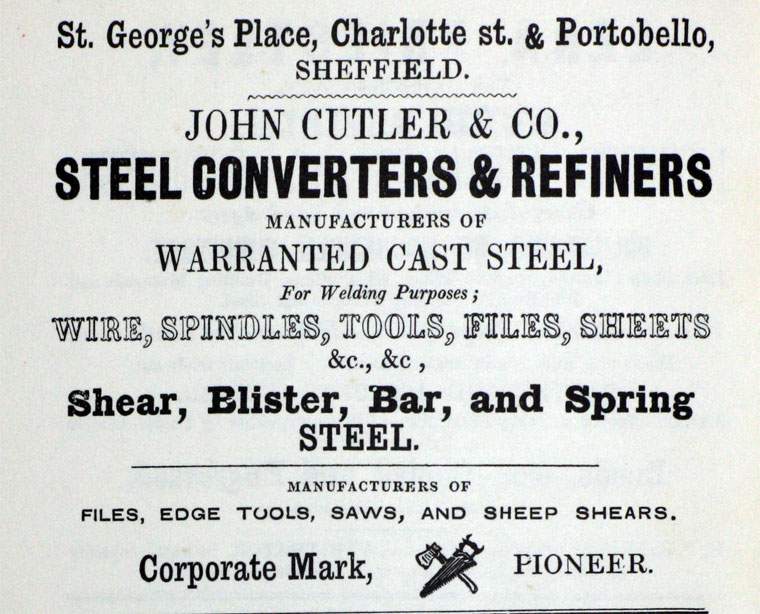 St. George's Place, Charlotte st. & Portobello,
SHEFFIELD.
JOHN CUTLER & CO.,
STEEL CONVERTERS & REFINERS
MANUFACTURERS OF
WARRANTED CAST STEEL,
For Welding Purposes;
WIRE, SPINDLES, TOOLS, FILES, SHEETS
&c., &c ,
Shear, Blister, Bar, and Spring
STEEL.
MANUFACTURERS OF
FILES, EDGE TOOLS, SAWS, AND SHEEP SHEARS.
Corporate Mark, PIONEER.